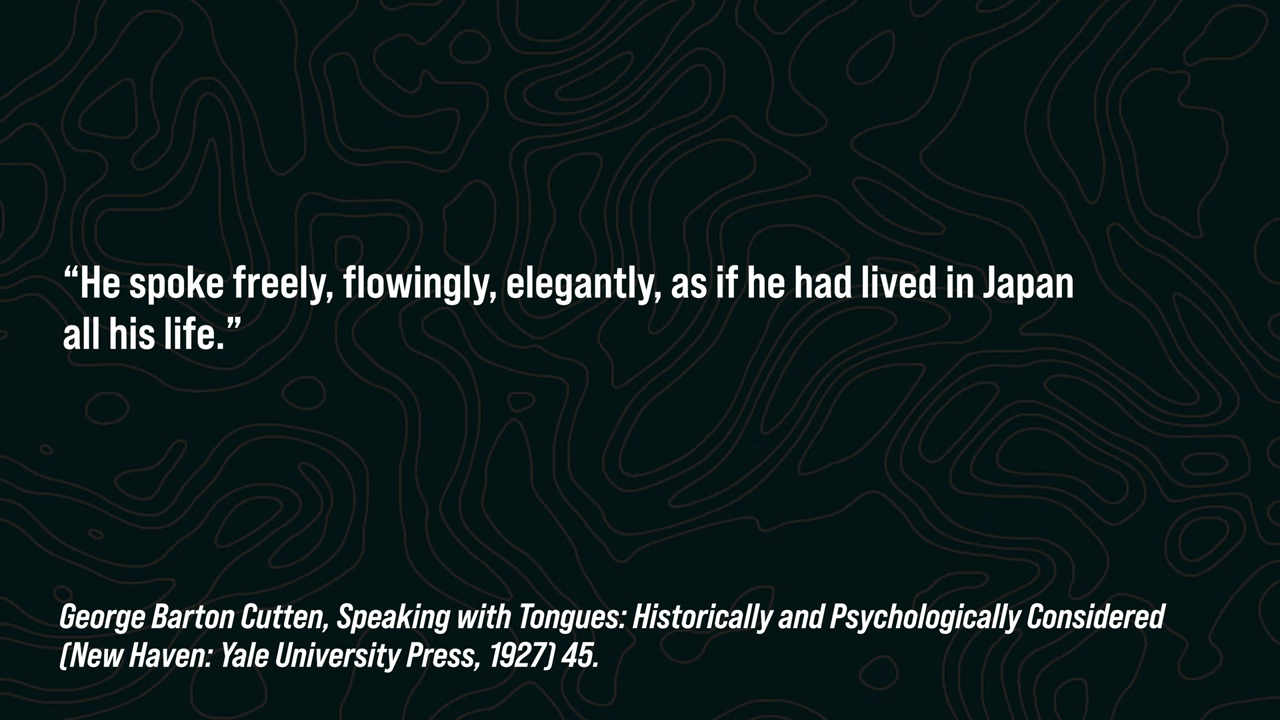 “He spoke freely, flowingly, elegantly, as if he had lived in Japan
all his life.”
George Barton Cutten, Speaking with Tongues: Historically and Psychologically Considered
(New Haven: Yale University Press, 1927) 45.